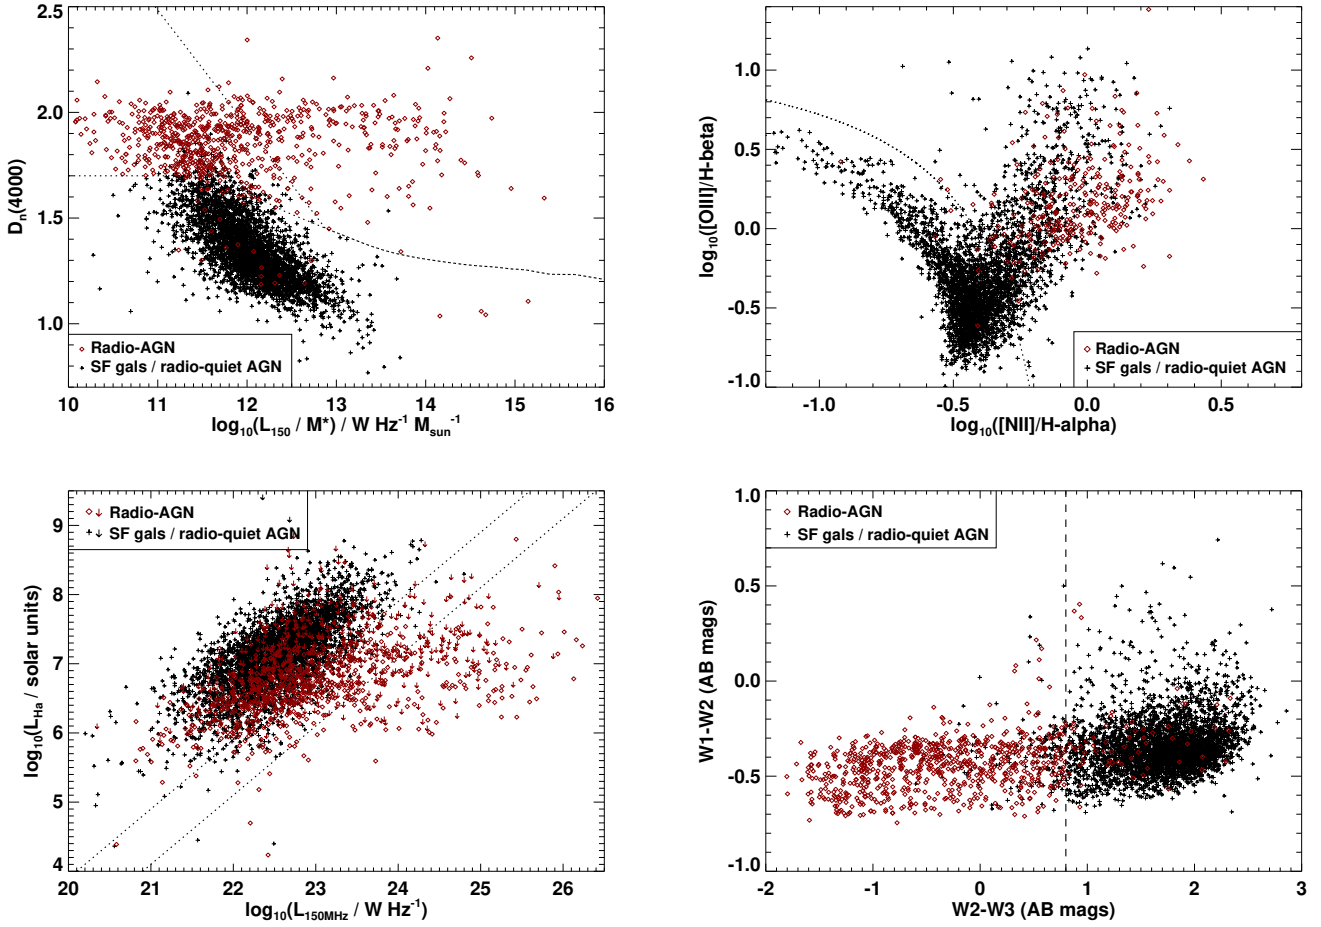 2.5
2.0
1.5
1.0
Dn(4000)
Radio-AGN
SF gals / radio-quiet AGN
10 11 12 13 14 15 16
log10(L150 / M*) / W Hz-1 Msun-1
1.0
0.5
0.0
-0.5
-1.0
log10([OIII]/H-beta)
Radio-AGN
SF gals / radio-quiet AGN
-1.0 -0.5 0.0 0.5
log10([NII]/H-alpha)
9
8
7
6
5
4
log10(LHa / solar units)
Radio-AGN
SF gals / radio-quiet AGN
20 21 22 23 24 25 26
log10(L150MHz / W Hz-1)
1.0
0.5
0.0
-0.5
-1.0
W1-W2 (AB mags)
Radio-AGN
SF gals / radio-quiet AGN
-2 -1 0 1 2 3
W2-W3 (AB mags)